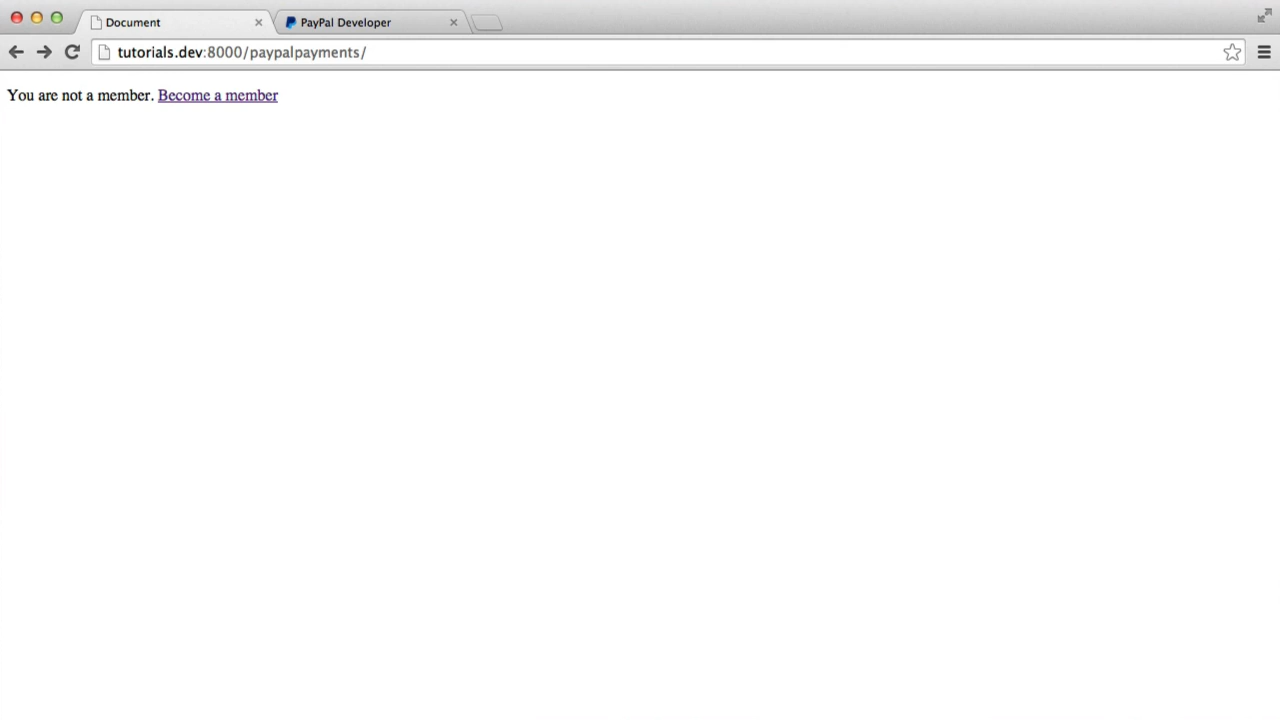 Document
PayPal Developer
tutorials.dev:8000/paypalpayments/
You are not a member. Become a member